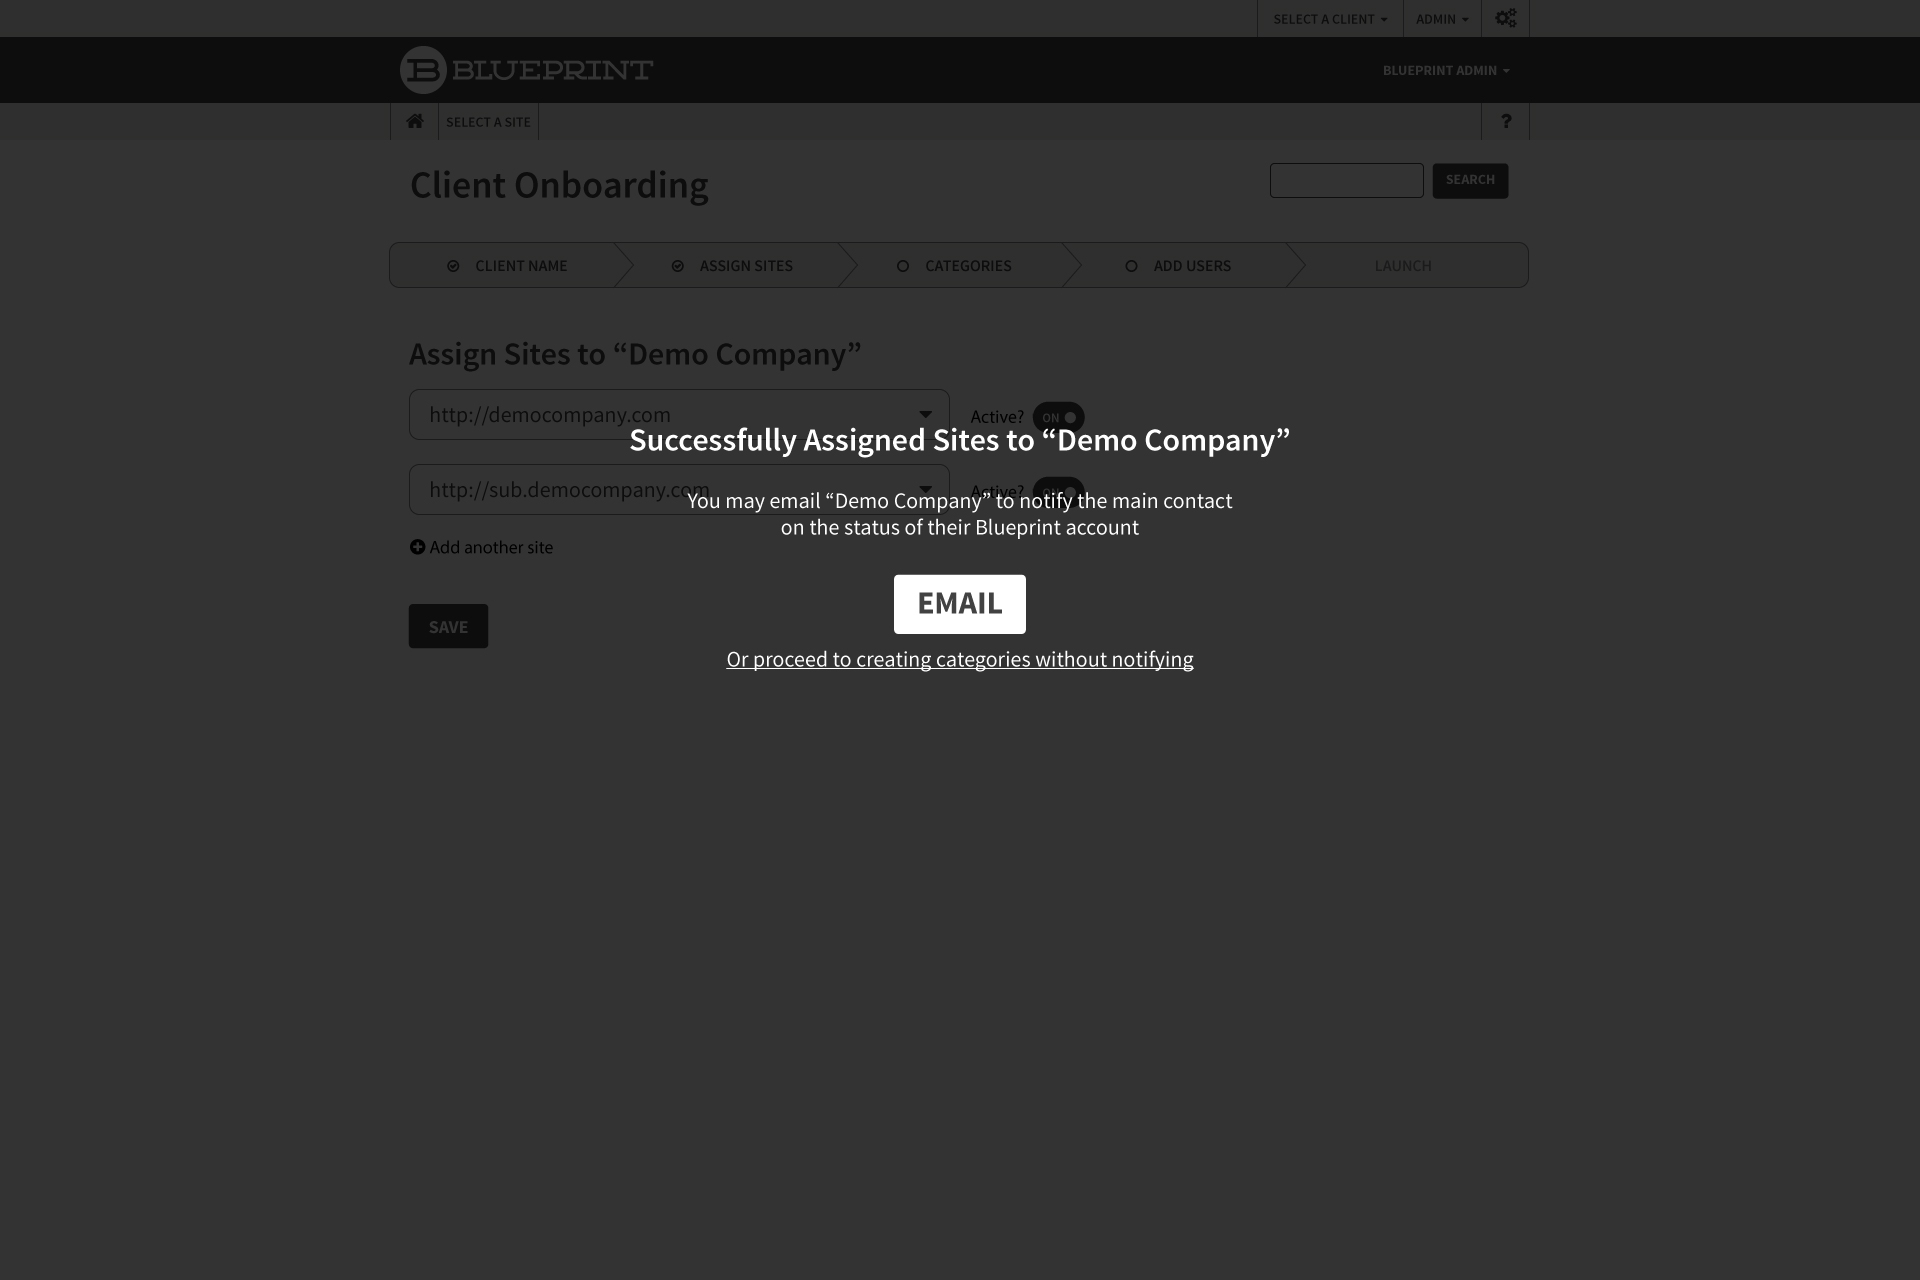 SELECT A CLIENT
ADMIN
B BLUEPRINT
BLUEPRINT ADMIN
SELECT A SITE
?
Client Onboarding
SEARCH
CLIENT NAME
ASSIGN SITES
CATEGORIES
ADD USERS
LAUNCH
Assign Sites to “Demo Company”
http://democompany.com
Active?
ON
Successfully Assigned Sites to “Demo Company”
http://sub.democompany.com
Active?
ON
You may email “Demo Company” to notify the main contact
on the status of their Blueprint account
Add another site
EMAIL
SAVE
Or proceed to creating categories without notifying